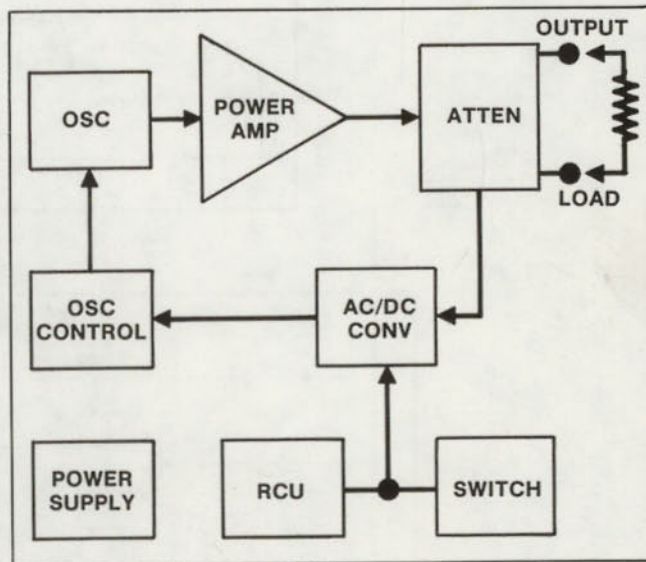 OUTPUT
OSC
POWER
AMP
ATTEN
LOAD
OSC
CONTROL
AC/DC
CONV
POWER
SUPPLY
RCU
SWITCH